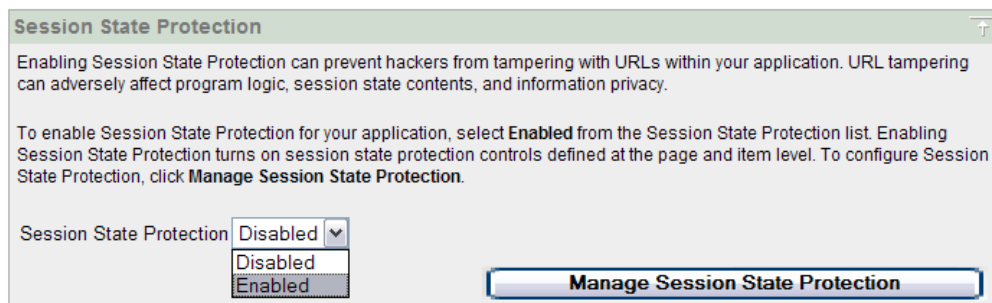 Session State Protection
Enabling Session State Protection can prevent hackers from tampering with URLs within your application. URL tampering
can adversely affect program logic, session state contents, and information privacy.
To enable Session State Protection for your application, select Enabled from the Session State Protection list. Enabling
Session State Protection turns on session state protection controls defined at the page and item level. To configure Session
State Protection, click Manage Session State Protection.
Session State Protection Disabled
Disabled
Enabled
Manage Session State Protection